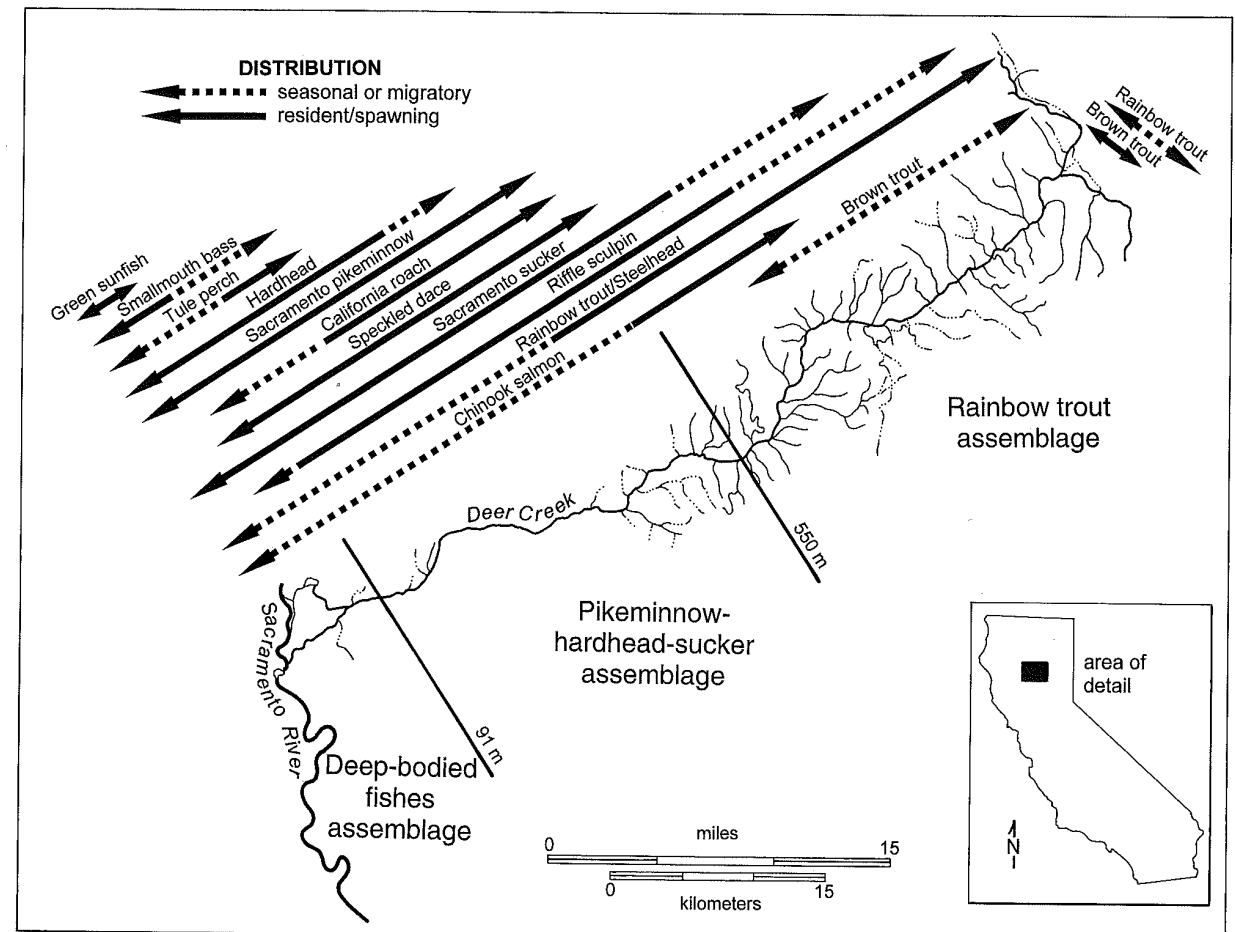 DISTRIBUTION
seasonal or migratory
resident/spawning
Rainbow trout
Brown trout
Brown trout
Green sunfish
Smallmouth bass
Tule perch
Hardhead
Sacramento pikeminnow
California roach
Speckled dace
Sacramento sucker
Riffle sculpin
Rainbow trout/Steelhead
Chinook salmon
Rainbow trout
assemblage
Deer Creek
550 m
Pikeminnow-
hardhead-sucker
assemblage
Sacramento River
91 m
Deep-bodied
fishes
assemblage
area of
detail
N
miles
0
15
0
15
kilometers